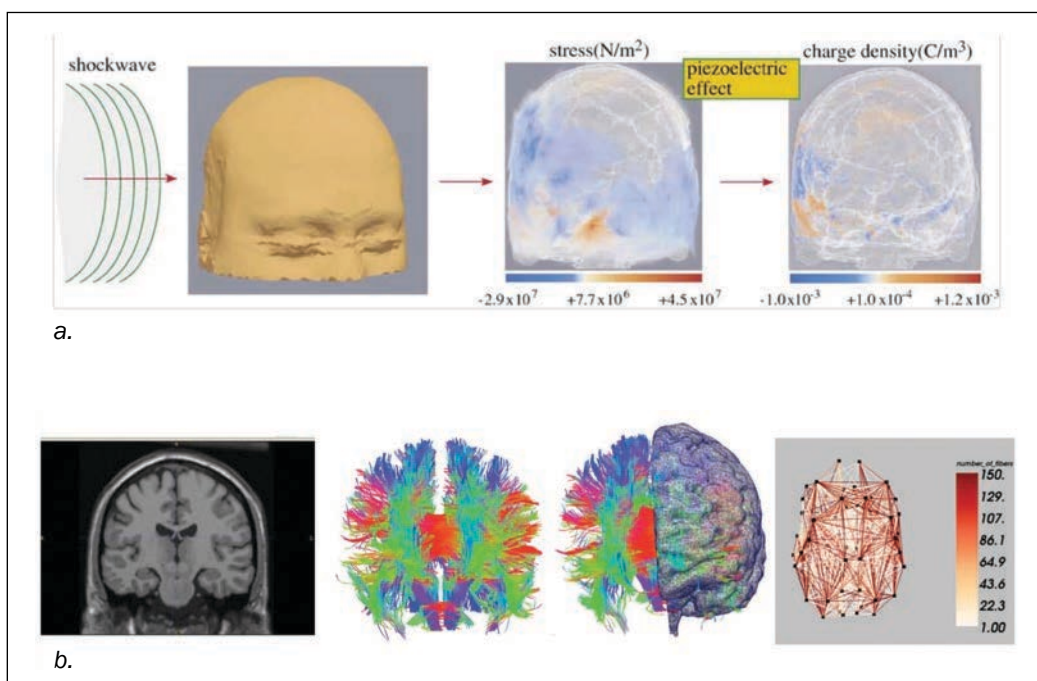 shockwave
stress(N/m²)
piezoelectric
effect
charge density(C/m³)
-2.9x10⁷
+7.7x10⁶
+4.5x10⁷
-1.0x10⁻³
+1.0x10⁻⁴
+1.2x10⁻³
a.
number_of_fibers
150.
129.
107.
86.1
64.9
43.6
22.3
1.00
b.